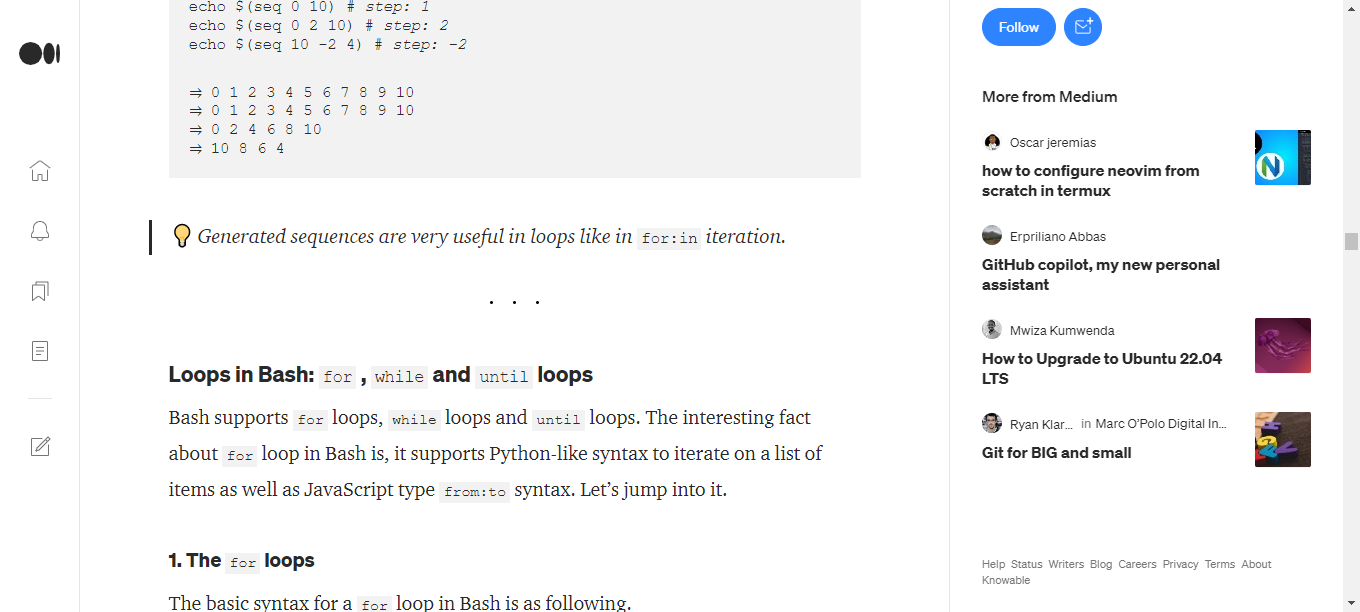 echo $(seq 0 10) # step: 1
echo $(seq 0 2 10) # step: 2
echo $(seq 10 -2 4) # step: -2
⇒ 0 1 2 3 4 5 6 7 8 9 10
⇒ 0 1 2 3 4 5 6 7 8 9 10
⇒ 0 2 4 6 8 10
⇒ 10 8 6 4
💡 Generated sequences are very useful in loops like in for:in iteration.
. . .
Loops in Bash: for , while and until loops
Bash supports for loops, while loops and until loops. The interesting fact
about for loop in Bash is, it supports Python-like syntax to iterate on a list of
items as well as JavaScript type from:to syntax. Let’s jump into it.
1. The for loops
The basic syntax for a for loop in Bash is as following.
Follow
More from Medium
Oscar jeremias
how to configure neovim from
scratch in termux
Erpriliano Abbas
GitHub copilot, my new personal
assistant
Mwiza Kumwenda
How to Upgrade to Ubuntu 22.04
LTS
Ryan Klar... in Marc O’Polo Digital In...
Git for BIG and small
Help Status Writers Blog Careers Privacy Terms About
Knowable